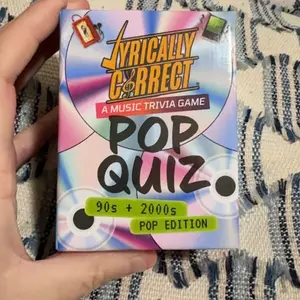 LYRICALLY
CORRECT
A MUSIC TRIVIA GAME
POP
QUIZ
90s + 2000s
POP EDITION